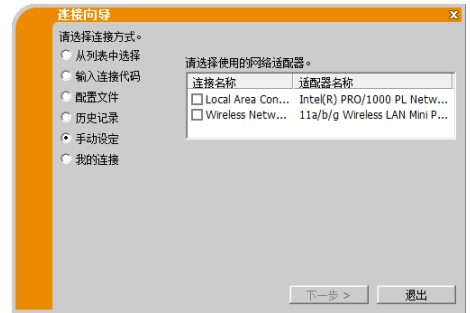 连接向导
请选择连接方式。
从列表中选择
输入连接代码
配置文件
历史记录
手动设定
我的连接
请选择使用的网络适配器。
连接名称 适配器名称
Local Area Con... Intel(R) PRO/1000 PL Netw...
Wireless Netw... 11a/b/g Wireless LAN Mini P...
下一步 > 退出